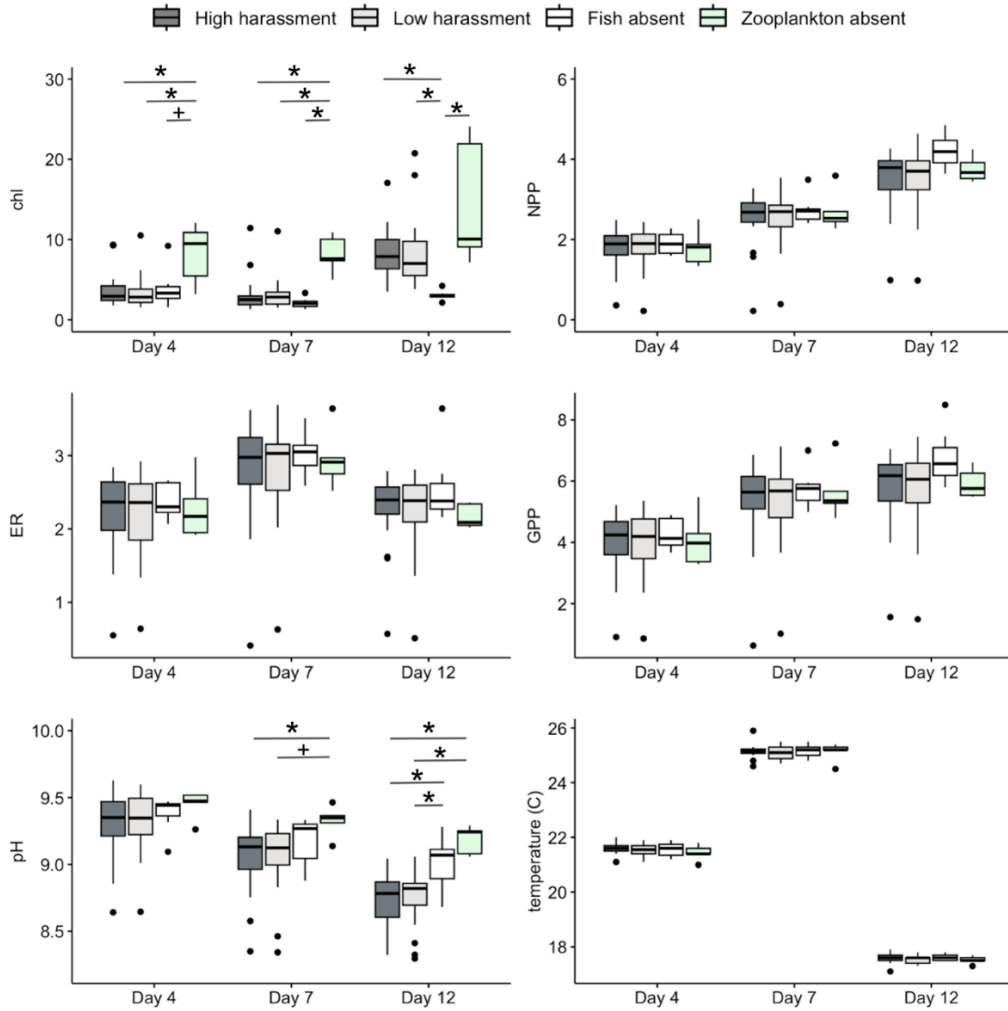 High harassment Low harassment Fish absent Zooplankton absent
chl
30
20
10
0
* * +
* * *
* * *
Day 4 Day 7 Day 12
NPP
6
4
2
0
Day 4 Day 7 Day 12
ER
3
2
1
Day 4 Day 7 Day 12
GPP
8
6
4
2
Day 4 Day 7 Day 12
pH
10.0
9.5
9.0
8.5
* +
* * * *
Day 4 Day 7 Day 12
temperature (C)
26
24
22
20
18
Day 4 Day 7 Day 12